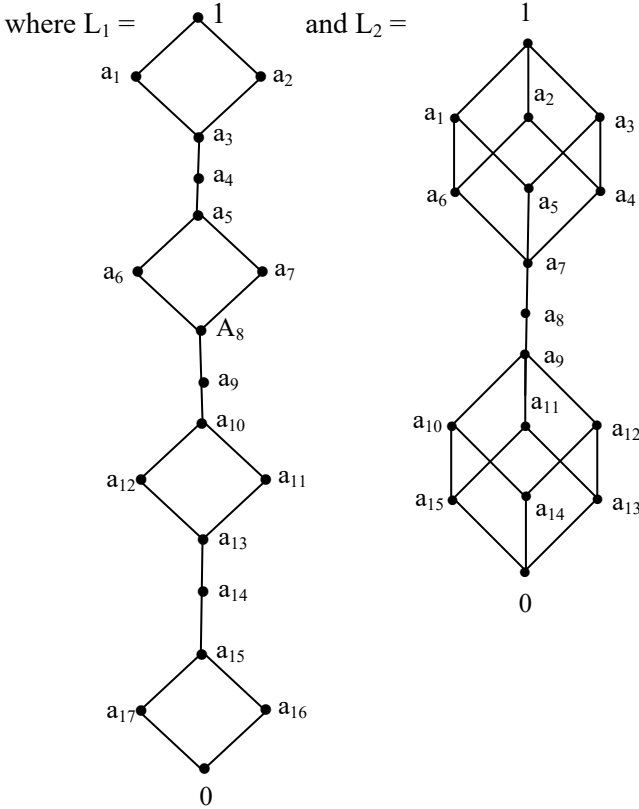 where L₁ =
1
a₁
a₂
a₃
a₄
a₅
a₆
a₇
A₈
a₉
a₁₀
a₁₂
a₁₁
a₁₃
a₁₄
a₁₅
a₁₇
a₁₆
0
and L₂ =
1
a₁
a₂
a₃
a₆
a₅
a₄
a₇
a₈
a₉
a₁₀
a₁₁
a₁₂
a₁₅
a₁₄
a₁₃
0